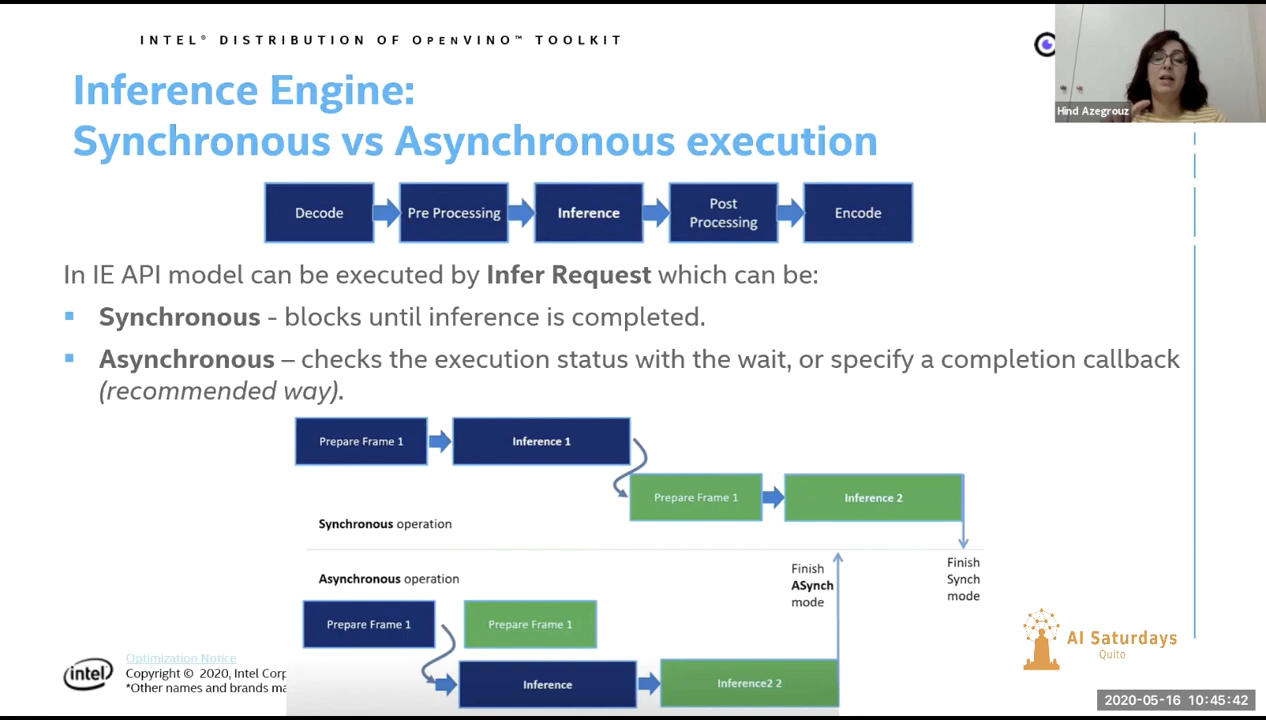 INTEL® DISTRIBUTION OF OPENVINO™ TOOLKIT
Hind Azegrouz
Inference Engine:
Synchronous vs Asynchronous execution
Decode
Pre Processing
Inference
Post
Processing
Encode
In IE API model can be executed by Infer Request which can be:
Synchronous - blocks until inference is completed.
Asynchronous – checks the execution status with the wait, or specify a completion callback
(recommended way).
Prepare Frame 1
Inference 1
Prepare Frame 1
Inference 2
Synchronous operation
Finish
Synch
mode
Finish
ASynch
mode
Asynchronous operation
Prepare Frame 1
Prepare Frame 1
Inference
Inference2 2
Optimization Notice
Copyright © 2020, Intel Corp
*Other names and brands ma
intel
AI Saturdays
Quito
2020-05-16 10:45:42